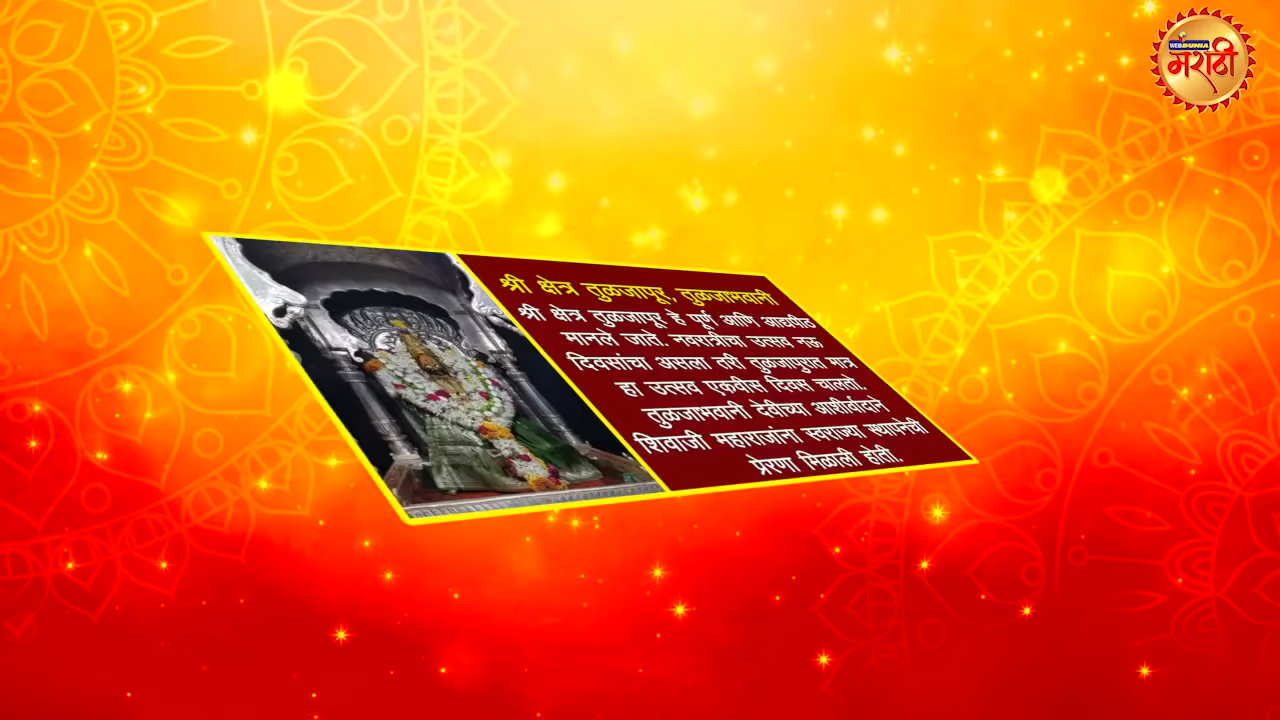 WEBDUNIA
मराठी
श्री क्षेत्र तुळजापूर, तुळजाभवानी
श्री क्षेत्र तुळजापूर हे पूर्ण आणि आद्यपीठ
मानले जाते. नवरात्रीचा उत्सव नऊ
दिवसांचा असला तरी तुळजापुरात मात्र
हा उत्सव एकवीस दिवस चालतो.
तुळजाभवानी देवीच्या आशीर्वादाने
शिवाजी महाराजांना स्वराज्य स्थापनेची
प्रेरणा मिळाली होती.